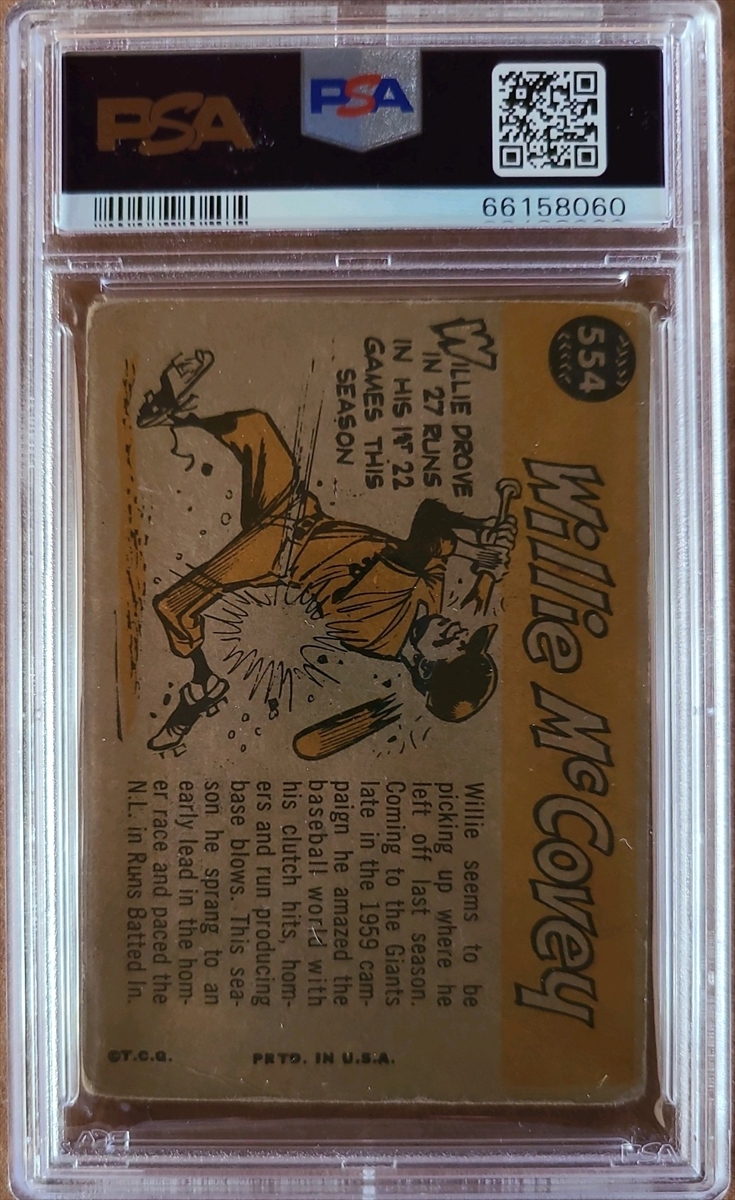 PSA
PSA
66158060
554
Willie McCovey
WILLIE DROVE
IN 27 RUNS
IN HIS 1ST 22
GAMES THIS
SEASON
Willie seems to be
picking up where he
left off last season.
Coming to the Giants
late in the 1959 cam-
paign he amazed the
baseball world with
his clutch hits, hom-
ers and run producing
base blows. This sea-
son he sprang to an
early lead in the hom-
er race and paced the
N.L. in Runs Batted In.
©T.C.G. PRTD. IN U.S.A.
PSA
PSA